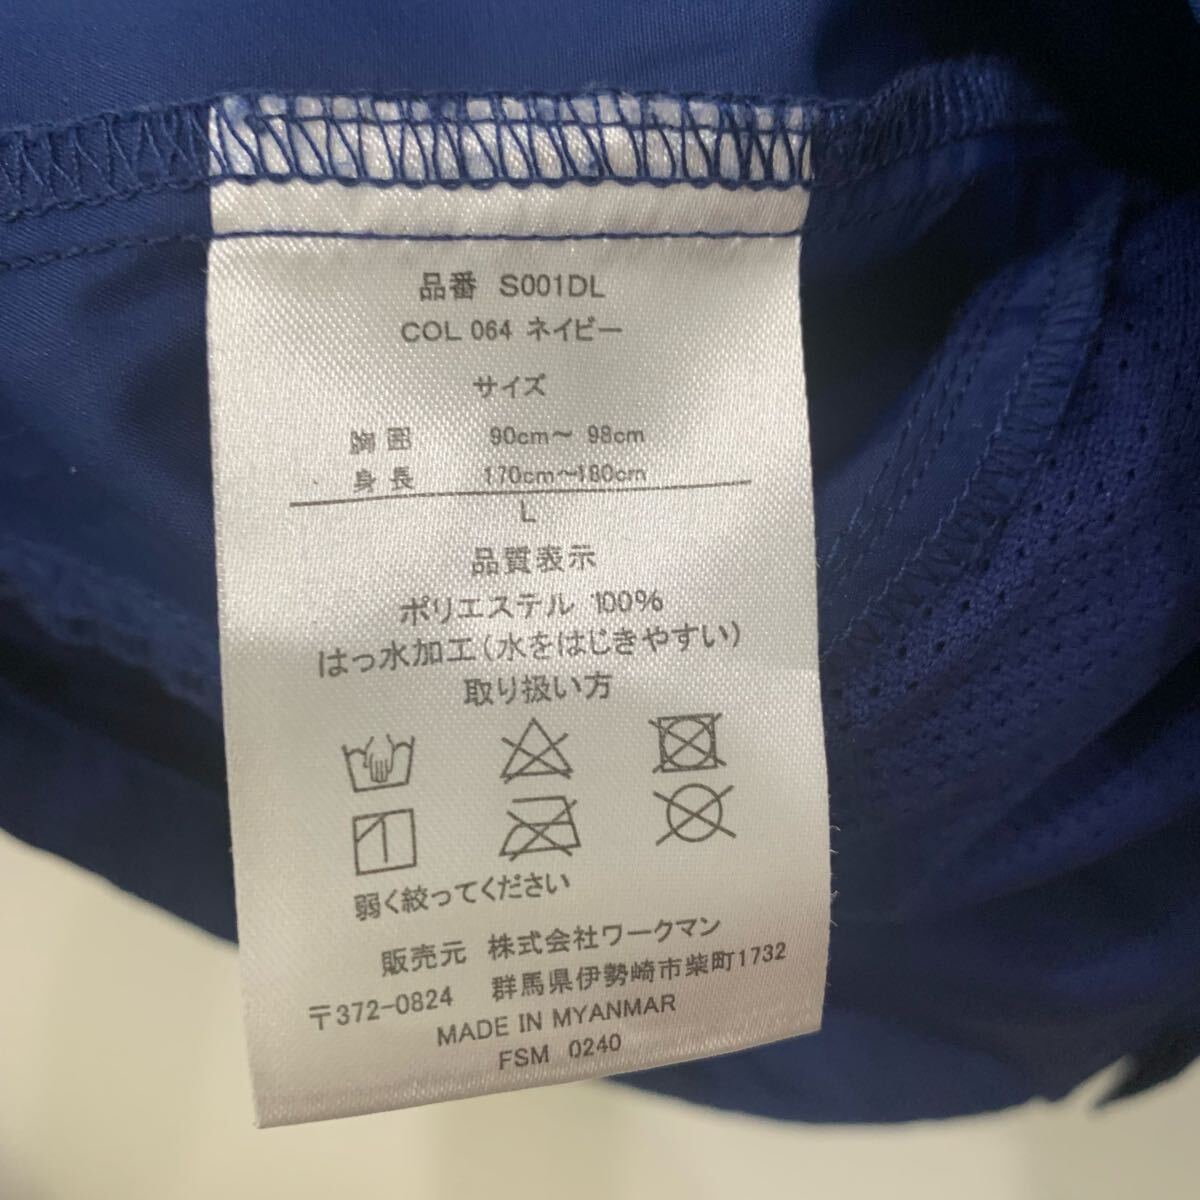 品番 S001DL
COL 064 ネイビー
サイズ
胸囲 90cm～ 98cm
身長 170cm～180cm
L
品質表示
ポリエステル 100%
はっ水加工(水をはじきやすい)
取り扱い方
弱く絞ってください
販売元 株式会社ワークマン
〒372-0824 群馬県伊勢崎市柴町1732
MADE IN MYANMAR
FSM 0240